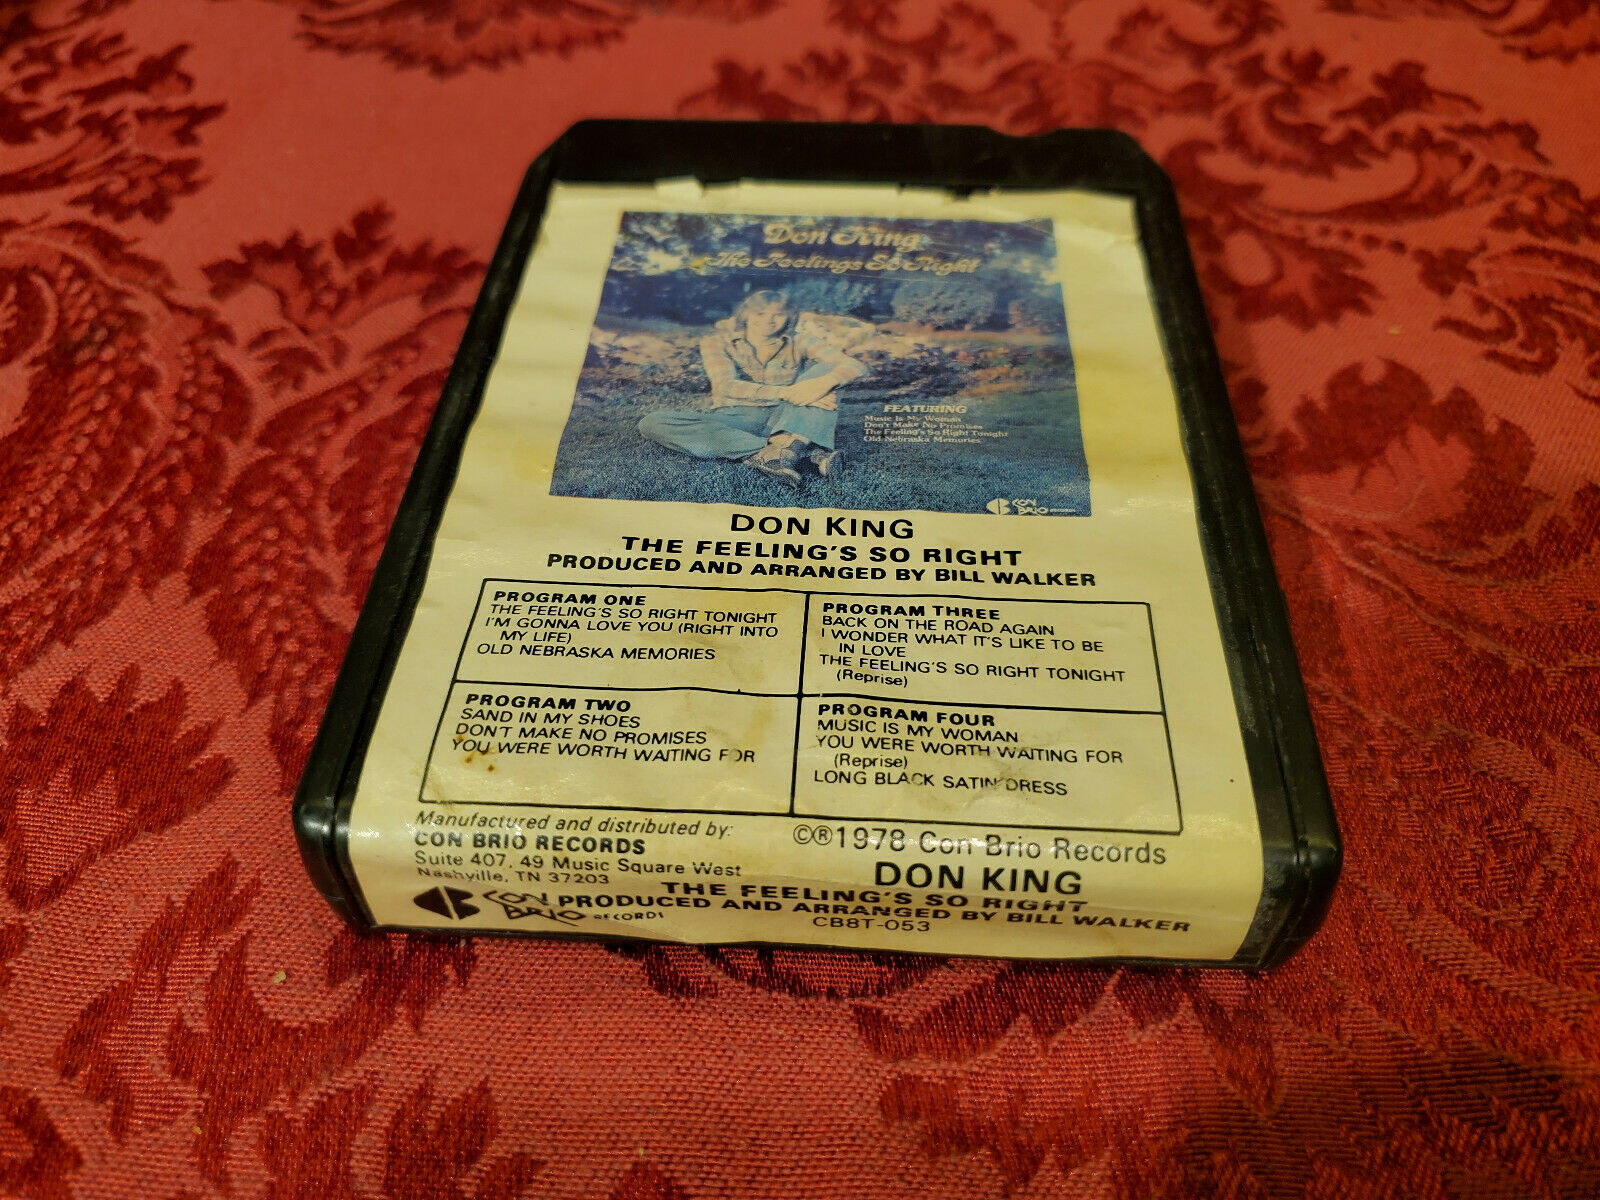 Don King
The Feelings So Right
FEATURING
Music Is My Woman
Don't Make No Promises
The Feeling's So Right Tonight
Old Nebraska Memories
CON
BRIO RECORDS
DON KING
THE FEELING'S SO RIGHT
PRODUCED AND ARRANGED BY BILL WALKER
PROGRAM ONE
THE FEELING'S SO RIGHT TONIGHT
I'M GONNA LOVE YOU (RIGHT INTO
MY LIFE)
OLD NEBRASKA MEMORIES
PROGRAM TWO
SAND IN MY SHOES
DON'T MAKE NO PROMISES
YOU WERE WORTH WAITING FOR
PROGRAM THREE
BACK ON THE ROAD AGAIN
I WONDER WHAT IT'S LIKE TO BE
IN LOVE
THE FEELING'S SO RIGHT TONIGHT
(Reprise)
PROGRAM FOUR
MUSIC IS MY WOMAN
YOU WERE WORTH WAITING FOR
(Reprise)
LONG BLACK SATIN DRESS
Manufactured and distributed by:
CON BRIO RECORDS
Suite 407, 49 Music Square West
Nashville, TN 37203
©®1978 Con Brio Records
DON KING
THE FEELING'S SO RIGHT
PRODUCED AND ARRANGED BY BILL WALKER
CB8T-053
CON
BRIO RECORDS